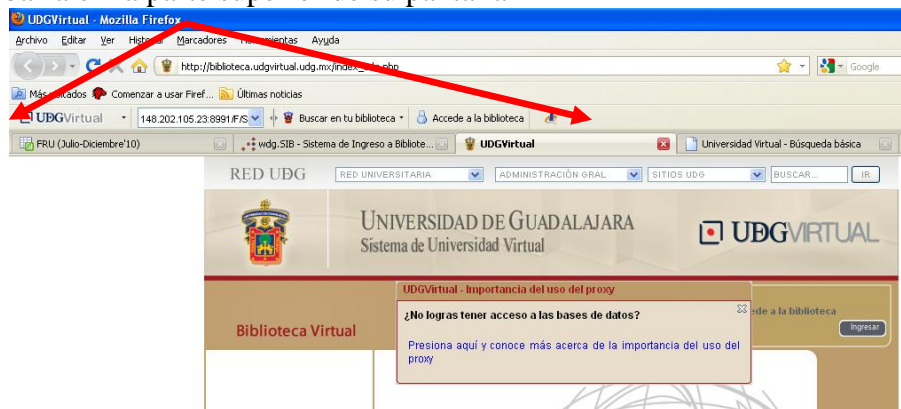 UDGVirtual - Mozilla Firefox
Archivo Editar Ver Marcadores Ayuda
http://biblioteca.udgvirtual.udg.mx/
Comenzar a usar Firef... Últimas noticias
UDGVirtual 148.202.105.23:8991/F/S Buscar en tu biblioteca Accede a la biblioteca
FRU (Julio-Diciembre'10) wdg.SIB - Sistema de Ingreso a Bibliote... UDGVirtual Universidad Virtual - Búsqueda básica
Google
RED UDG RED UNIVERSITARIA ADMINISTRACIÓN GRAL SITIOS UDG BUSCAR... IR
UNIVERSIDAD DE GUADALAJARA
Sistema de Universidad Virtual
UDGVIRTUAL
UDGVirtual - Importancia del uso del proxy
¿No logras tener acceso a las bases de datos?
Presiona aquí y conoce más acerca de la importancia del uso del
proxy
a la biblioteca
Ingresar
Biblioteca Virtual